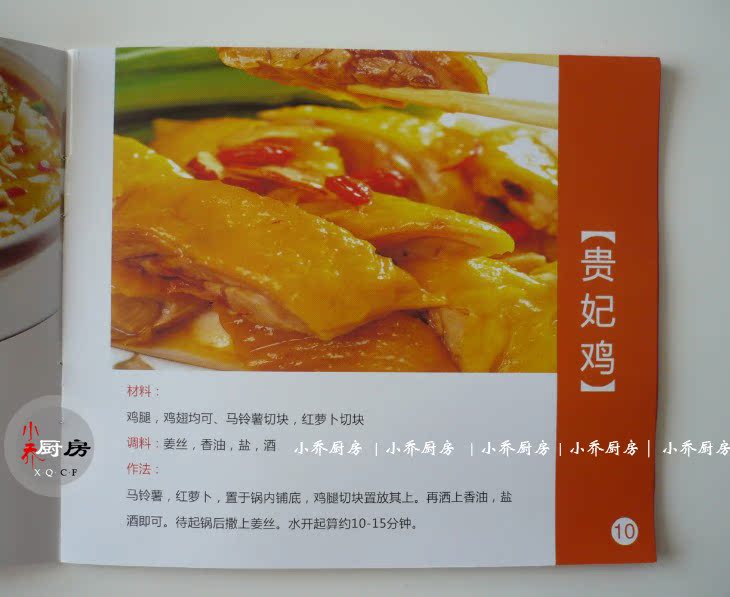 【贵妃鸡】
材料：
鸡腿，鸡翅均可、马铃薯切块，红萝卜切块
调料：姜丝，香油，盐，酒
作法：
马铃薯，红萝卜，置于锅内铺底，鸡腿切块置放其上。再洒上香油，盐
酒即可。待起锅后撒上姜丝。水开起算约10-15分钟。
10
小乔厨房
X·Q·C·F
小乔厨房 | 小乔厨房 | 小乔厨房 | 小乔厨房 | 小乔厨房